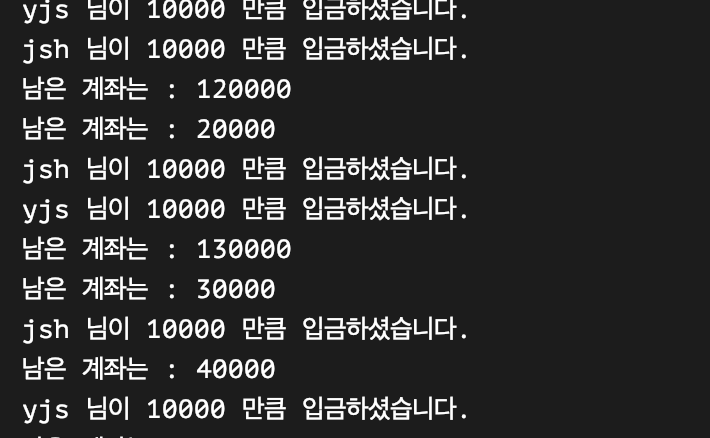 yjs 님이 10000 만큼 입금하셨습니다.
jsh 님이 10000 만큼 입금하셨습니다.
남은 계좌는 : 120000
남은 계좌는 : 20000
jsh 님이 10000 만큼 입금하셨습니다.
yjs 님이 10000 만큼 입금하셨습니다.
남은 계좌는 : 130000
남은 계좌는 : 30000
jsh 님이 10000 만큼 입금하셨습니다.
남은 계좌는 : 40000
yjs 님이 10000 만큼 입금하셨습니다.